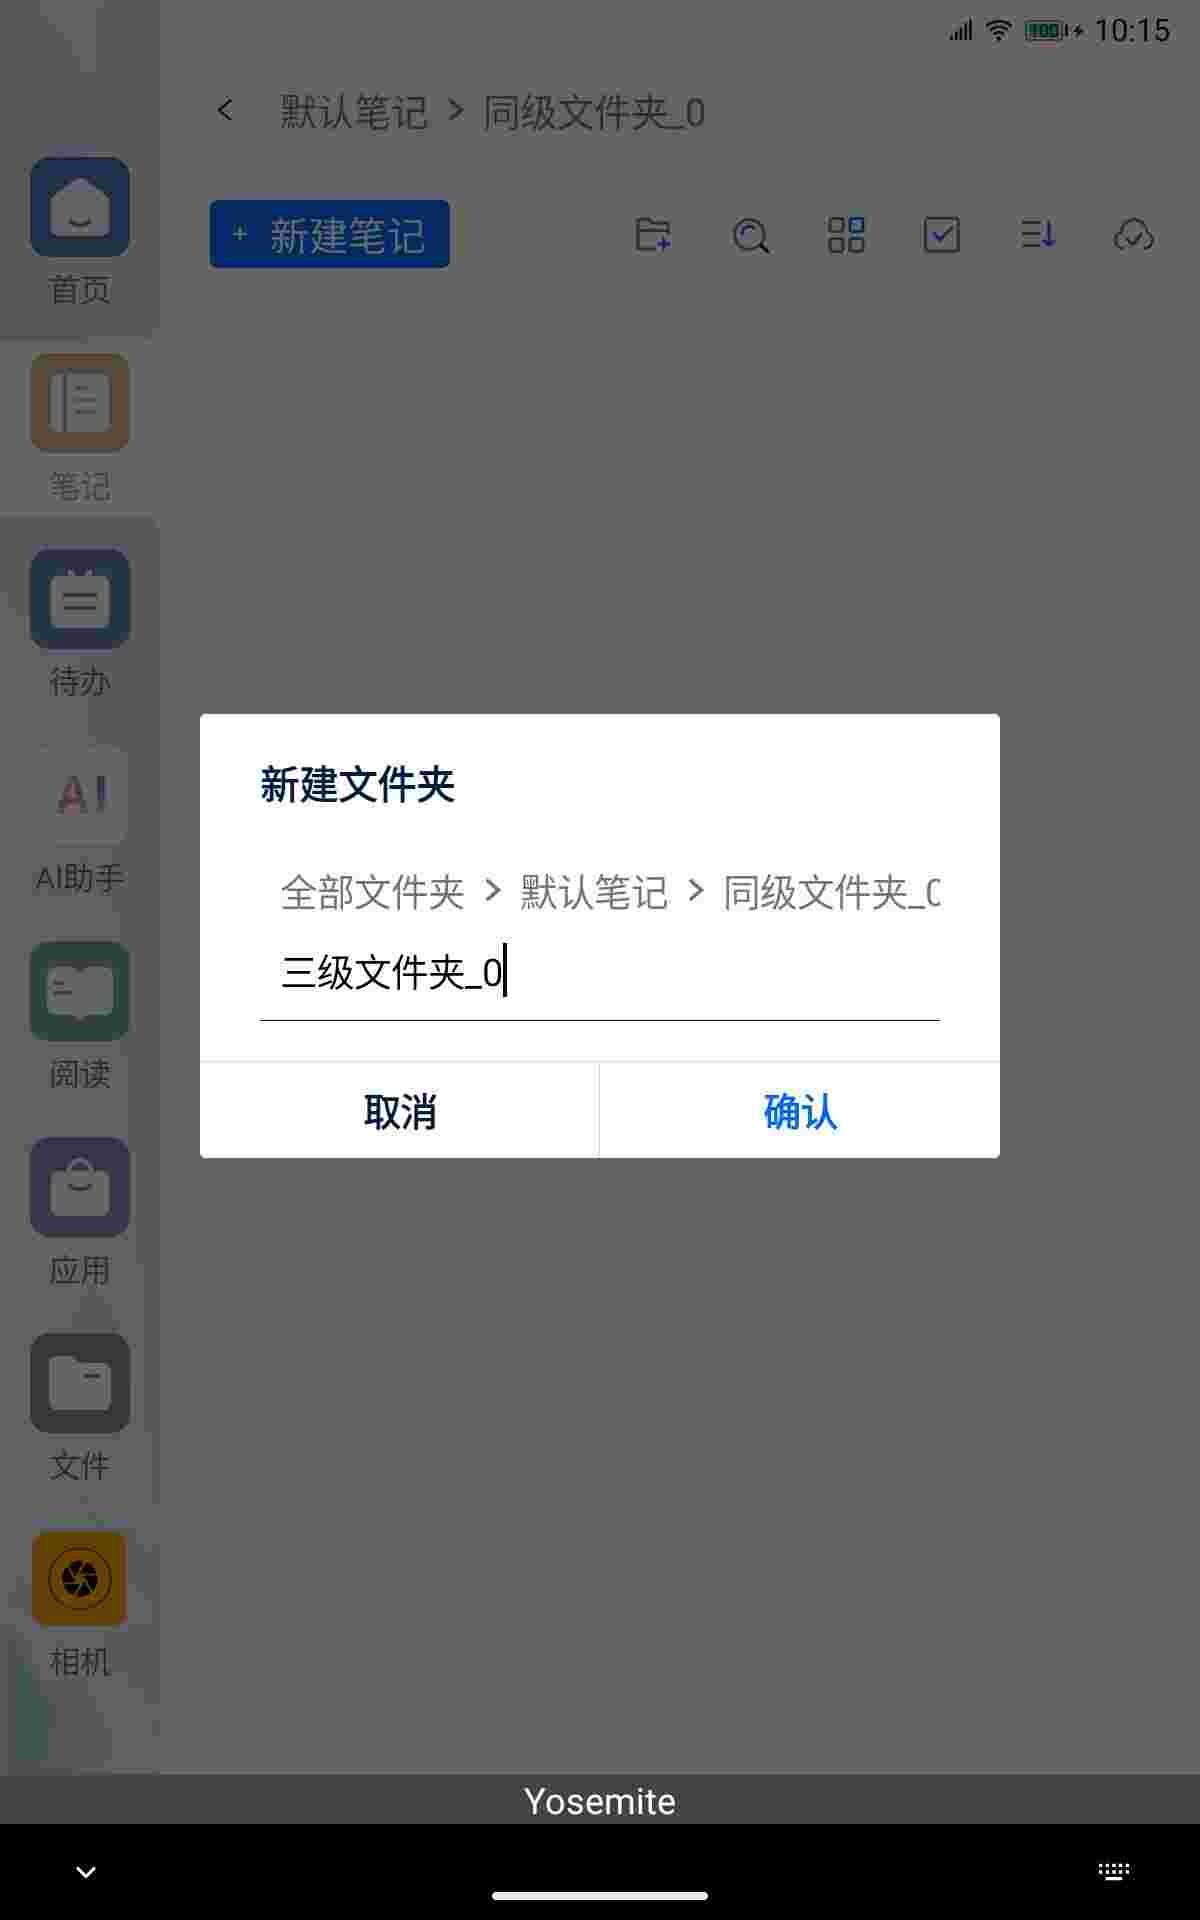 100 10:15
默认笔记 > 同级文件夹_0
+ 新建笔记
首页
笔记
待办
AI
AI助手
阅读
应用
文件
相机
新建文件夹
全部文件夹 > 默认笔记 > 同级文件夹_0
三级文件夹_0
取消
确认
Yosemite